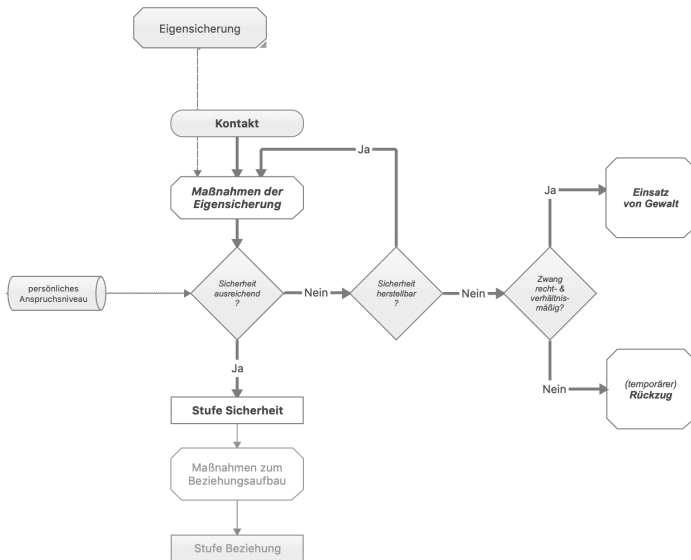 Eigensicherung
Kontakt
Ja
Maßnahmen der
Eigensicherung
Ja
Einsatz
von Gewalt
persönliches
Anspruchsniveau
Sicherheit
ausreichend
?
Nein
Sicherheit
herstellbar
?
Nein
Zwang
recht- &
verhältnis-
mäßig?
Ja
Nein
(temporärer)
Rückzug
Stufe Sicherheit
Maßnahmen zum
Beziehungsaufbau
Stufe Beziehung